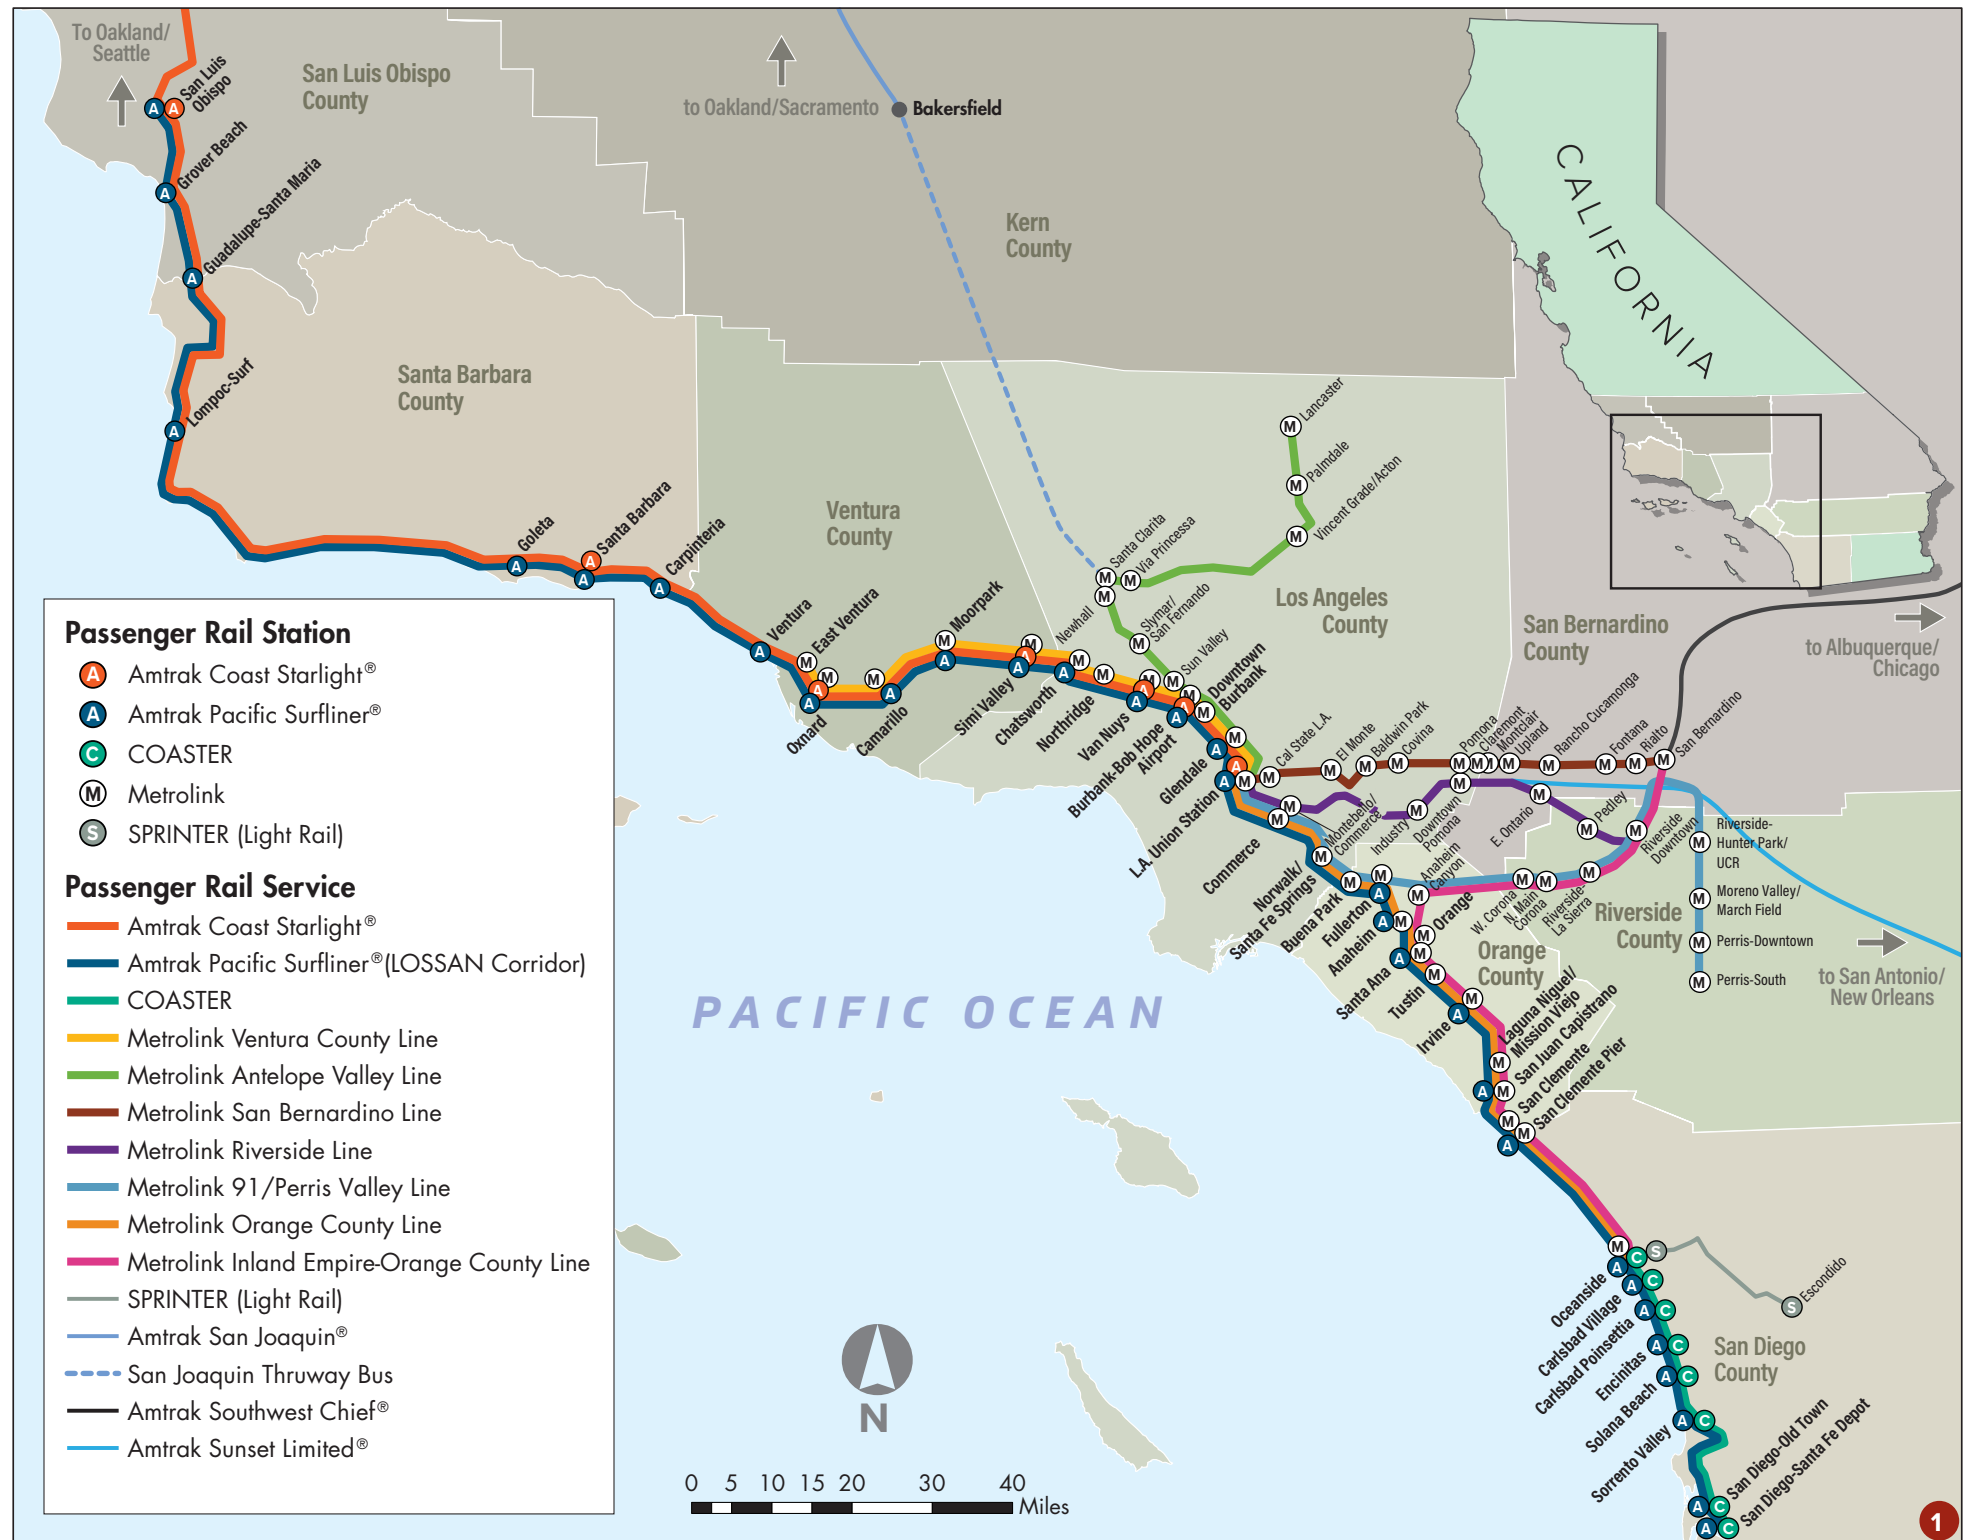 To Oakland/
Seattle
San Luis
Obispo
San Luis Obispo
County
to Oakland/Sacramento
Bakersfield
Grover Beach
Guadalupe-Santa Maria
Kern
County
CALIFORNIA
Santa Barbara
County
Lompoc-Surf
Goleta
Santa Barbara
Carpinteria
Ventura
County
Ventura
East Ventura
Oxnard
Camarillo
Moorpark
Simi Valley
Chatsworth
Northridge
Van Nuys
Burbank-Bob Hope
Airport
Glendale
L.A. Union Station
Lancaster
Palmdale
Vincent Grade/Acton
Santa Clarita
Via Princessa
Newhall
Slymar/
San Fernando
Sun Valley
Downtown
Burbank
Los Angeles
County
San Bernardino
County
to Albuquerque/
Chicago
Cal State L.A.
El Monte
Baldwin Park
Covina
Pomona
Claremont
Montclair
Upland
Rancho Cucamonga
Fontana
Rialto
San Bernardino
Commerce
Montebello/
Commerce
Industry
Downtown
Pomona
E. Ontario
Pedley
Riverside
Downtown
Riverside-
Hunter Park/
UCR
Moreno Valley/
March Field
Perris-Downtown
Perris-South
Norwalk/
Santa Fe Springs
Buena Park
Fullerton
Anaheim
Anaheim
Canyon
Orange
W. Corona
N. Main
Corona
Riverside-
La Sierra
Riverside
County
Orange
County
to San Antonio/
New Orleans
Santa Ana
Tustin
Irvine
Laguna Niguel/
Mission Viejo
San Juan Capistrano
San Clemente
San Clemente Pier
PACIFIC OCEAN
Oceanside
Carlsbad Village
Carlsbad Poinsettia
Encinitas
Solana Beach
Sorrento Valley
Escondido
San Diego
County
San Diego-Old Town
San Diego-Santa Fe Depot
Passenger Rail Station
A Amtrak Coast Starlight®
A Amtrak Pacific Surfliner®
C COASTER
M Metrolink
S SPRINTER (Light Rail)
Passenger Rail Service
Amtrak Coast Starlight®
Amtrak Pacific Surfliner®(LOSSAN Corridor)
COASTER
Metrolink Ventura County Line
Metrolink Antelope Valley Line
Metrolink San Bernardino Line
Metrolink Riverside Line
Metrolink 91/Perris Valley Line
Metrolink Orange County Line
Metrolink Inland Empire-Orange County Line
SPRINTER (Light Rail)
Amtrak San Joaquin®
San Joaquin Thruway Bus
Amtrak Southwest Chief®
Amtrak Sunset Limited®
N
0 5 10 15 20 30 40
Miles
1